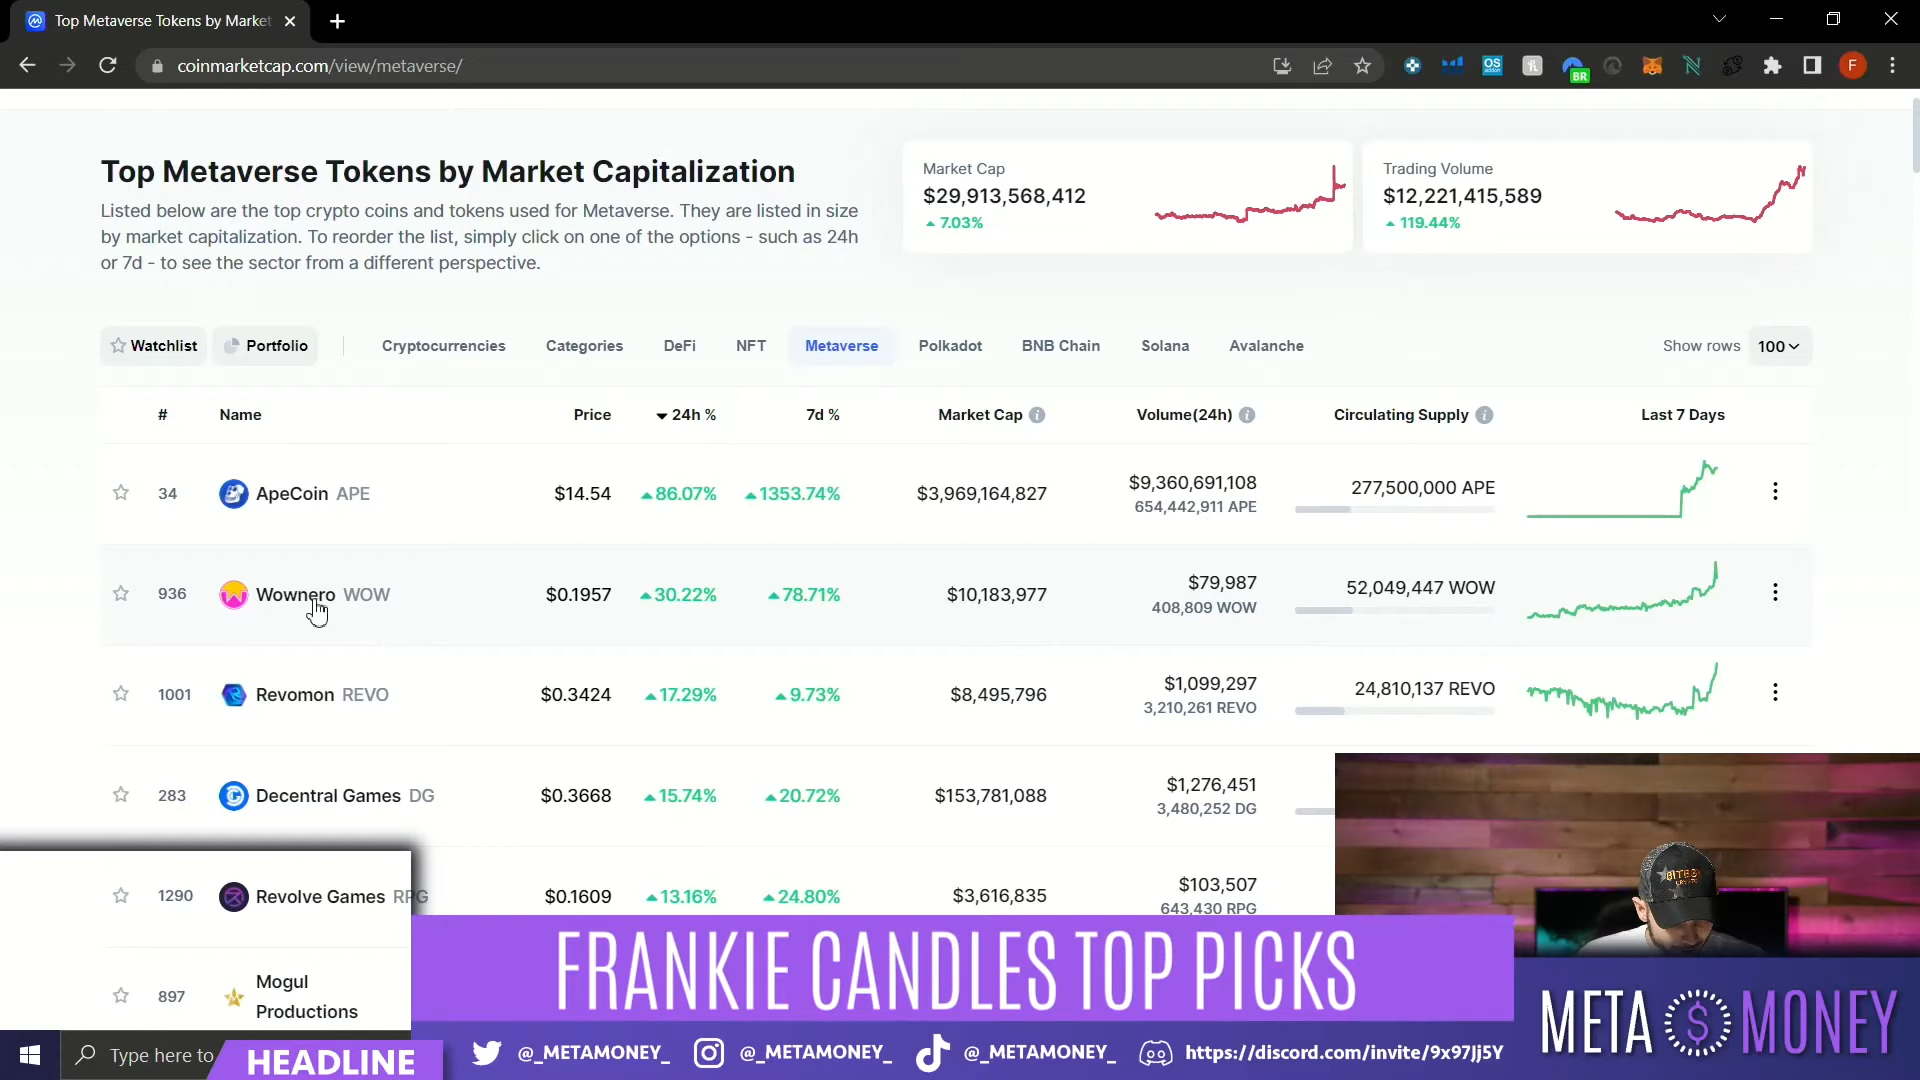 Top Metaverse Tokens by Market
coinmarketcap.com/view/metaverse/
OS
BR
F
Top Metaverse Tokens by Market Capitalization
Listed below are the top crypto coins and tokens used for Metaverse. They are listed in size
by market capitalization. To reorder the list, simply click on one of the options - such as 24h
or 7d - to see the sector from a different perspective.
Market Cap
$29,913,568,412
7.03%
Trading Volume
$12,221,415,589
119.44%
Watchlist Portfolio Cryptocurrencies Categories DeFi NFT Metaverse Polkadot BNB Chain Solana Avalanche Show rows 100
# Name Price 24h % 7d % Market Cap Volume(24h) Circulating Supply Last 7 Days
34 ApeCoin APE $14.54 86.07% 1353.74% $3,969,164,827 $9,360,691,108 277,500,000 APE
654,442,911 APE
936 Wownero WOW $0.1957 30.22% 78.71% $10,183,977 $79,987 52,049,447 WOW
408,809 WOW
1001 Revomon REVO $0.3424 17.29% 9.73% $8,495,796 $1,099,297 24,810,137 REVO
3,210,261 REVO
283 Decentral Games DG $0.3668 15.74% 20.72% $153,781,088 $1,276,451
3,480,252 DG
1290 Revolve Games RPG $0.1609 13.16% 24.80% $3,616,835 $103,507
643,430 RPG
897 Mogul
Productions
BITBOY
CRYPTO
FRANKIE CANDLES TOP PICKS
META $ MONEY
Type here to
HEADLINE
@_METAMONEY_ @_METAMONEY_ @_METAMONEY_ https://discord.com/invite/9x97Jj5Y